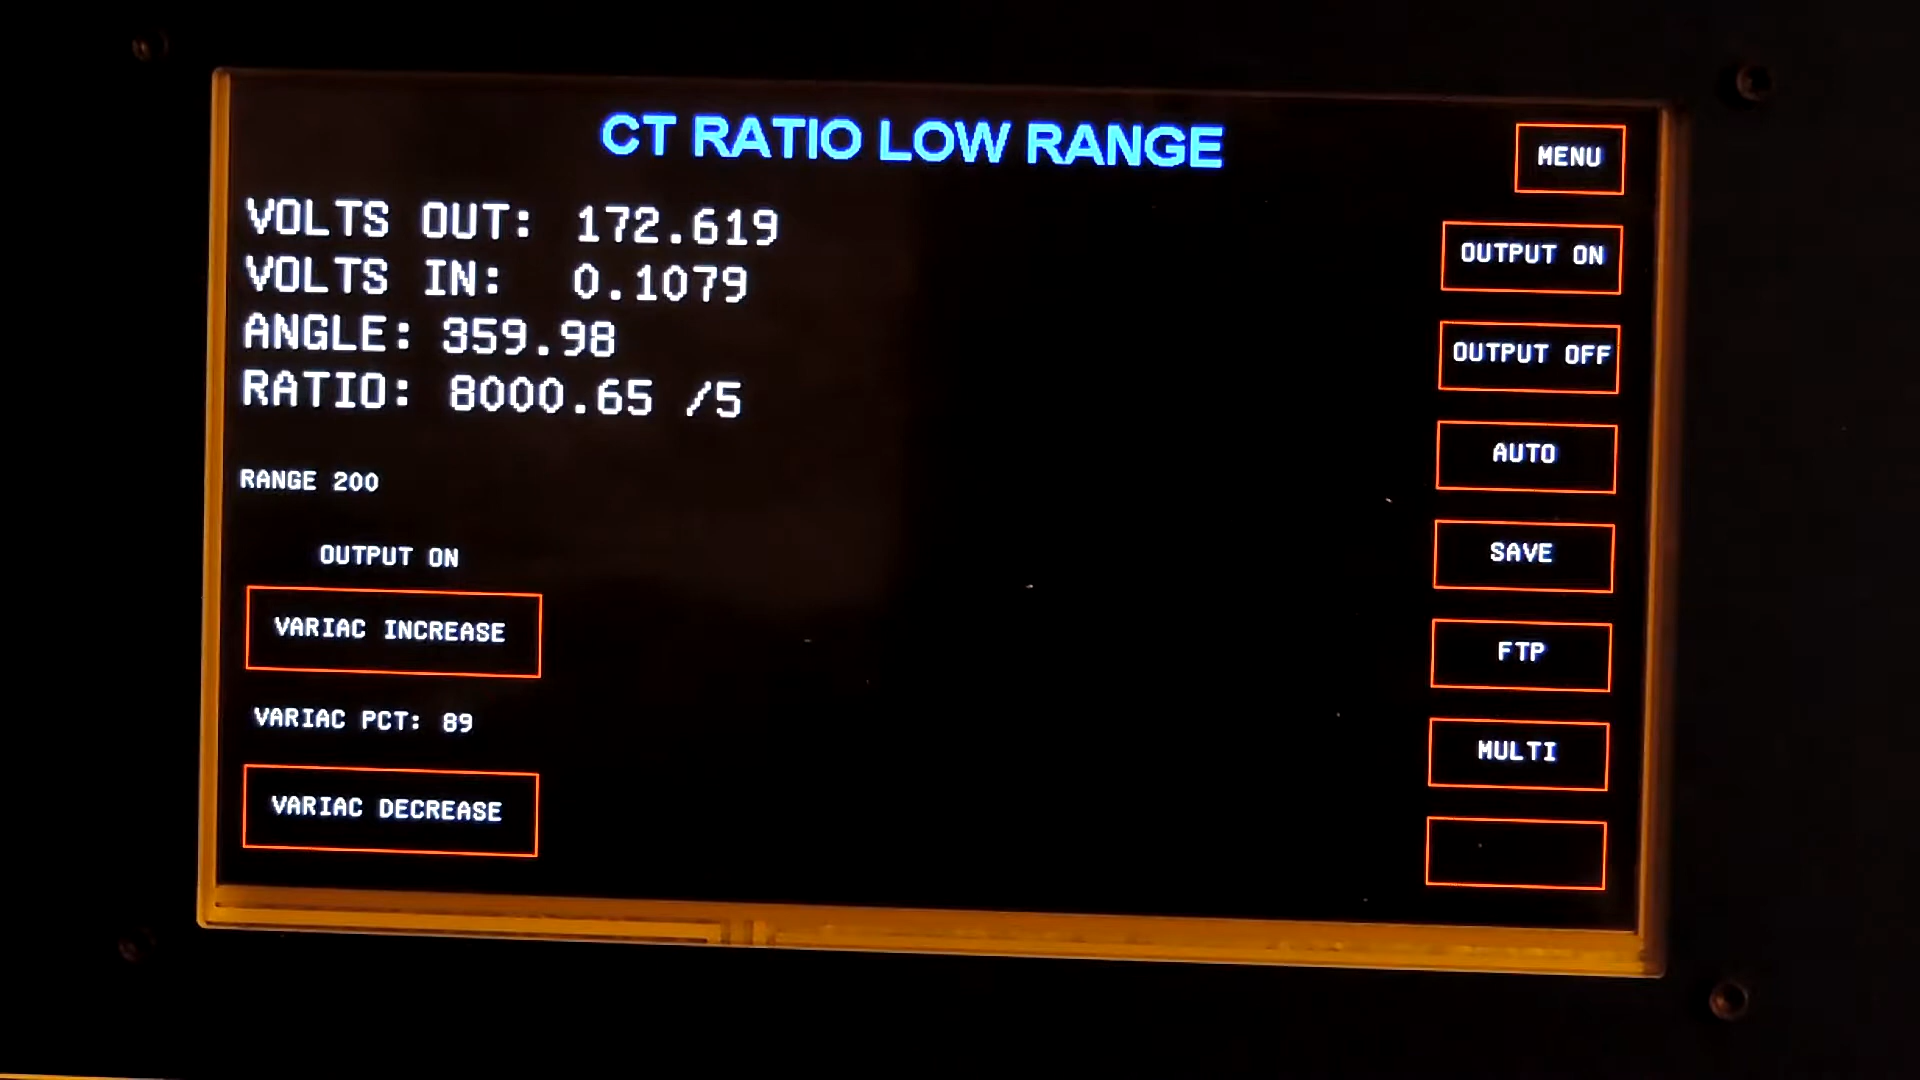 CT RATIO LOW RANGE
MENU
VOLTS OUT: 172.619
VOLTS IN: 0.1079
ANGLE: 359.98
RATIO: 8000.65 /5
RANGE 200
OUTPUT ON
VARIAC INCREASE
VARIAC PCT: 89
VARIAC DECREASE
OUTPUT ON
OUTPUT OFF
AUTO
SAVE
FTP
MULTI